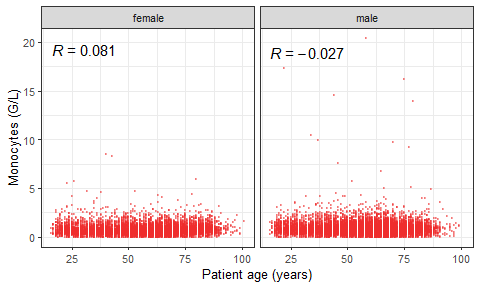 female male
R = 0.081
R = −0.027
Monocytes (G/L)
20
15
10
5
0
25 50 75 100 25 50 75 100
Patient age (years)